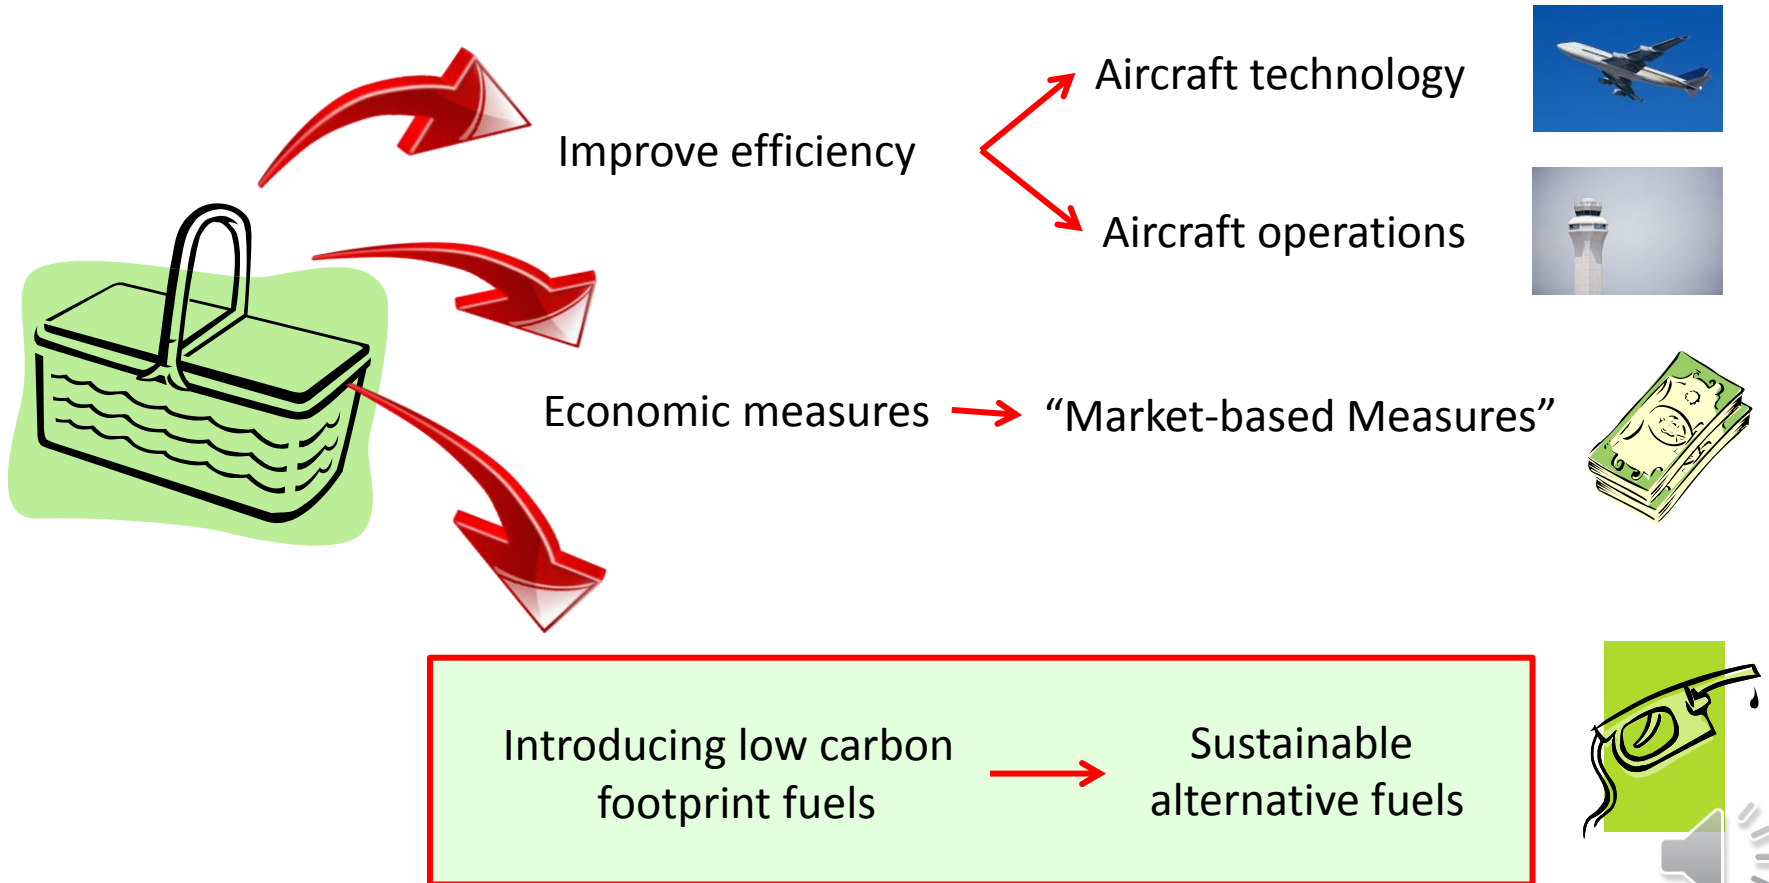 Aircraft technology
Improve efficiency
Aircraft operations
Economic measures
“Market-based Measures”
Introducing low carbon
footprint fuels
Sustainable
alternative fuels